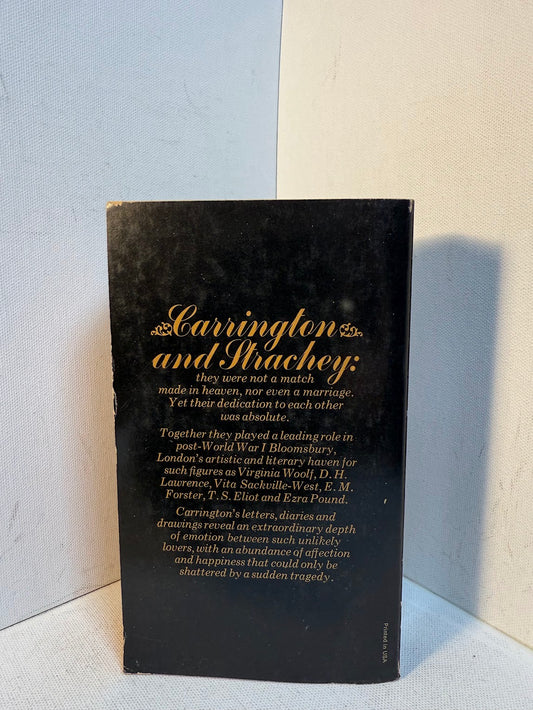 Carrington
and Strachey:
they were not a match
made in heaven, nor even a marriage.
Yet their dedication to each other
was absolute.
Together they played a leading role in
post-World War I Bloomsbury,
London's artistic and literary haven for
such figures as Virginia Woolf, D. H.
Lawrence, Vita Sackville-West, E. M.
Forster, T. S. Eliot and Ezra Pound.
Carrington's letters, diaries and
drawings reveal an extraordinary depth
of emotion between such unlikely
lovers, with an abundance of affection
and happiness that could only be
shattered by a sudden tragedy.
Printed in USA